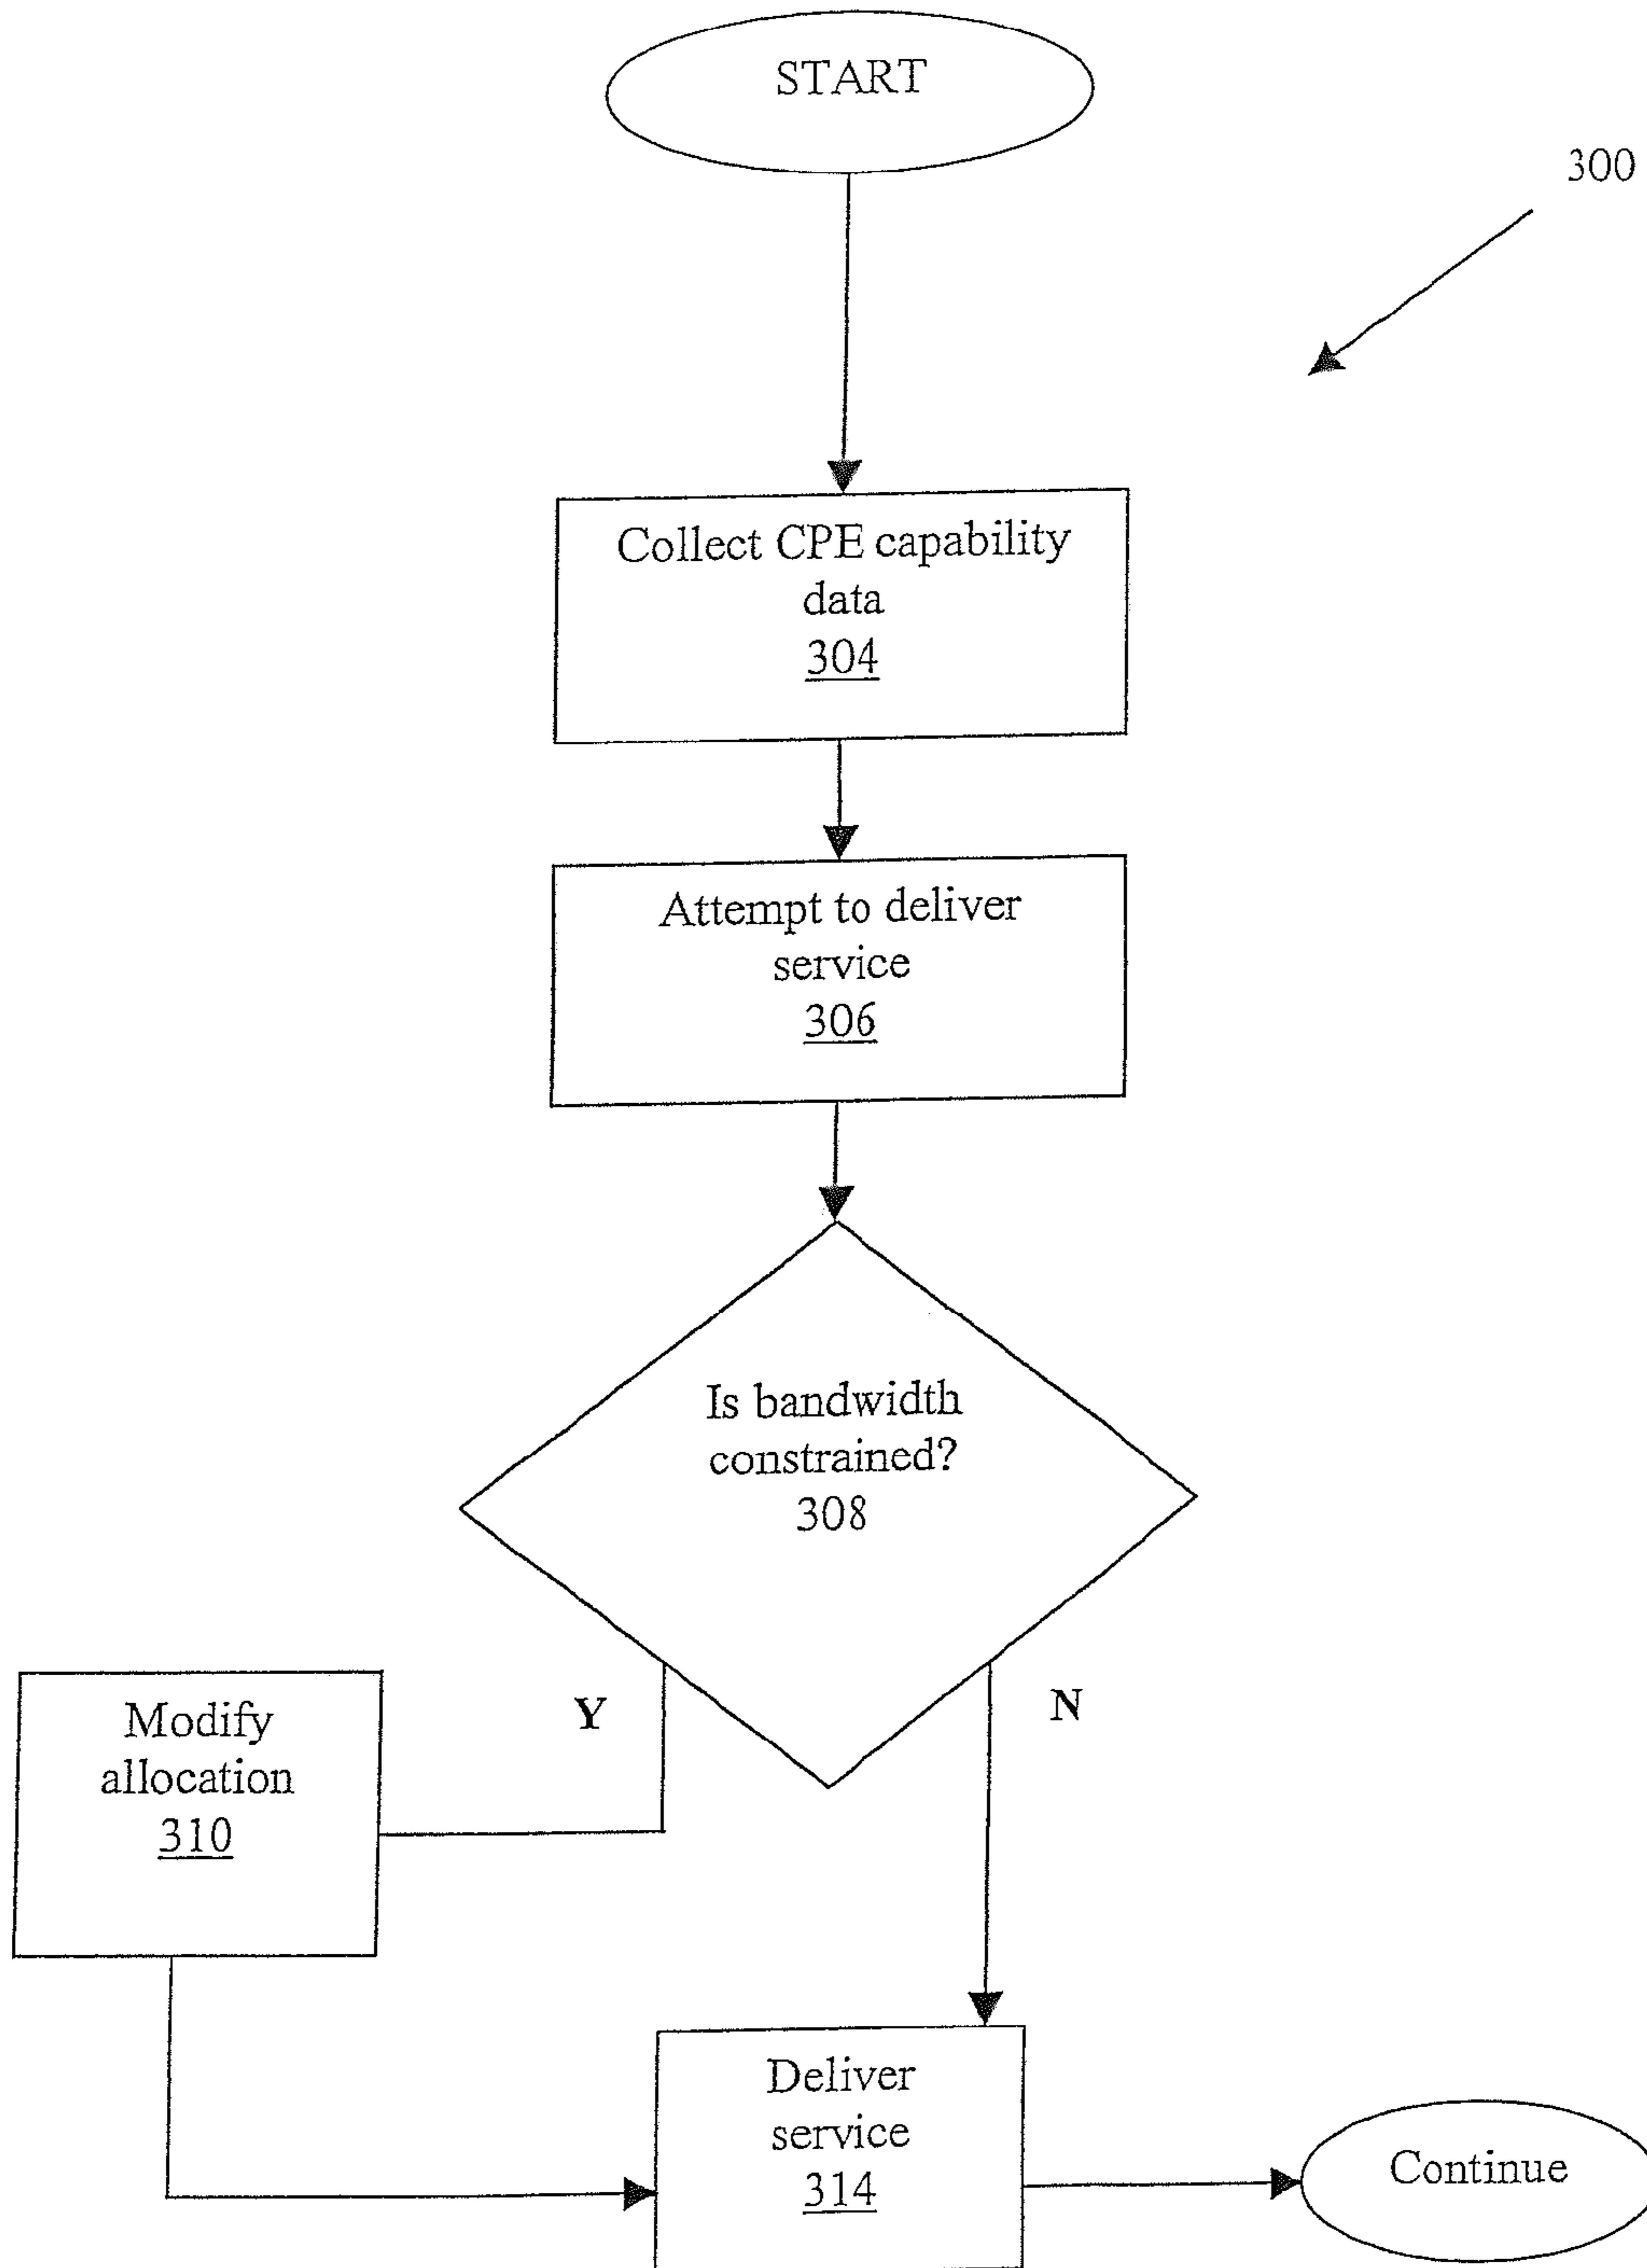 START
300
Collect CPE capability
data
304
Attempt to deliver
service
306
Is bandwidth
constrained?
308
Y
N
Modify
allocation
310
Deliver
service
314
Continue